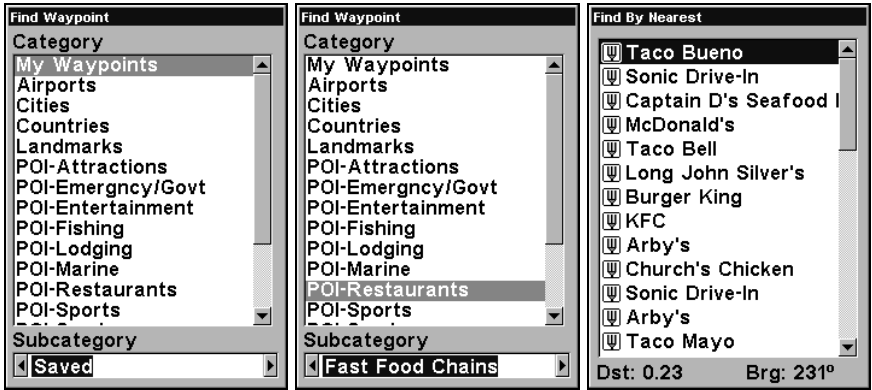 Find Waypoint
Category
My Waypoints
Airports
Cities
Countries
Landmarks
POI-Attractions
POI-Emergncy/Govt
POI-Entertainment
POI-Fishing
POI-Lodging
POI-Marine
POI-Restaurants
POI-Sports
Subcategory
Saved
Find Waypoint
Category
My Waypoints
Airports
Cities
Countries
Landmarks
POI-Attractions
POI-Emergncy/Govt
POI-Entertainment
POI-Fishing
POI-Lodging
POI-Marine
POI-Restaurants
POI-Sports
Subcategory
Fast Food Chains
Find By Nearest
Taco Bueno
Sonic Drive-In
Captain D's Seafood
McDonald's
Taco Bell
Long John Silver's
Burger King
KFC
Arby's
Church's Chicken
Sonic Drive-In
Arby's
Taco Mayo
Dst: 0.23 Brg: 231º